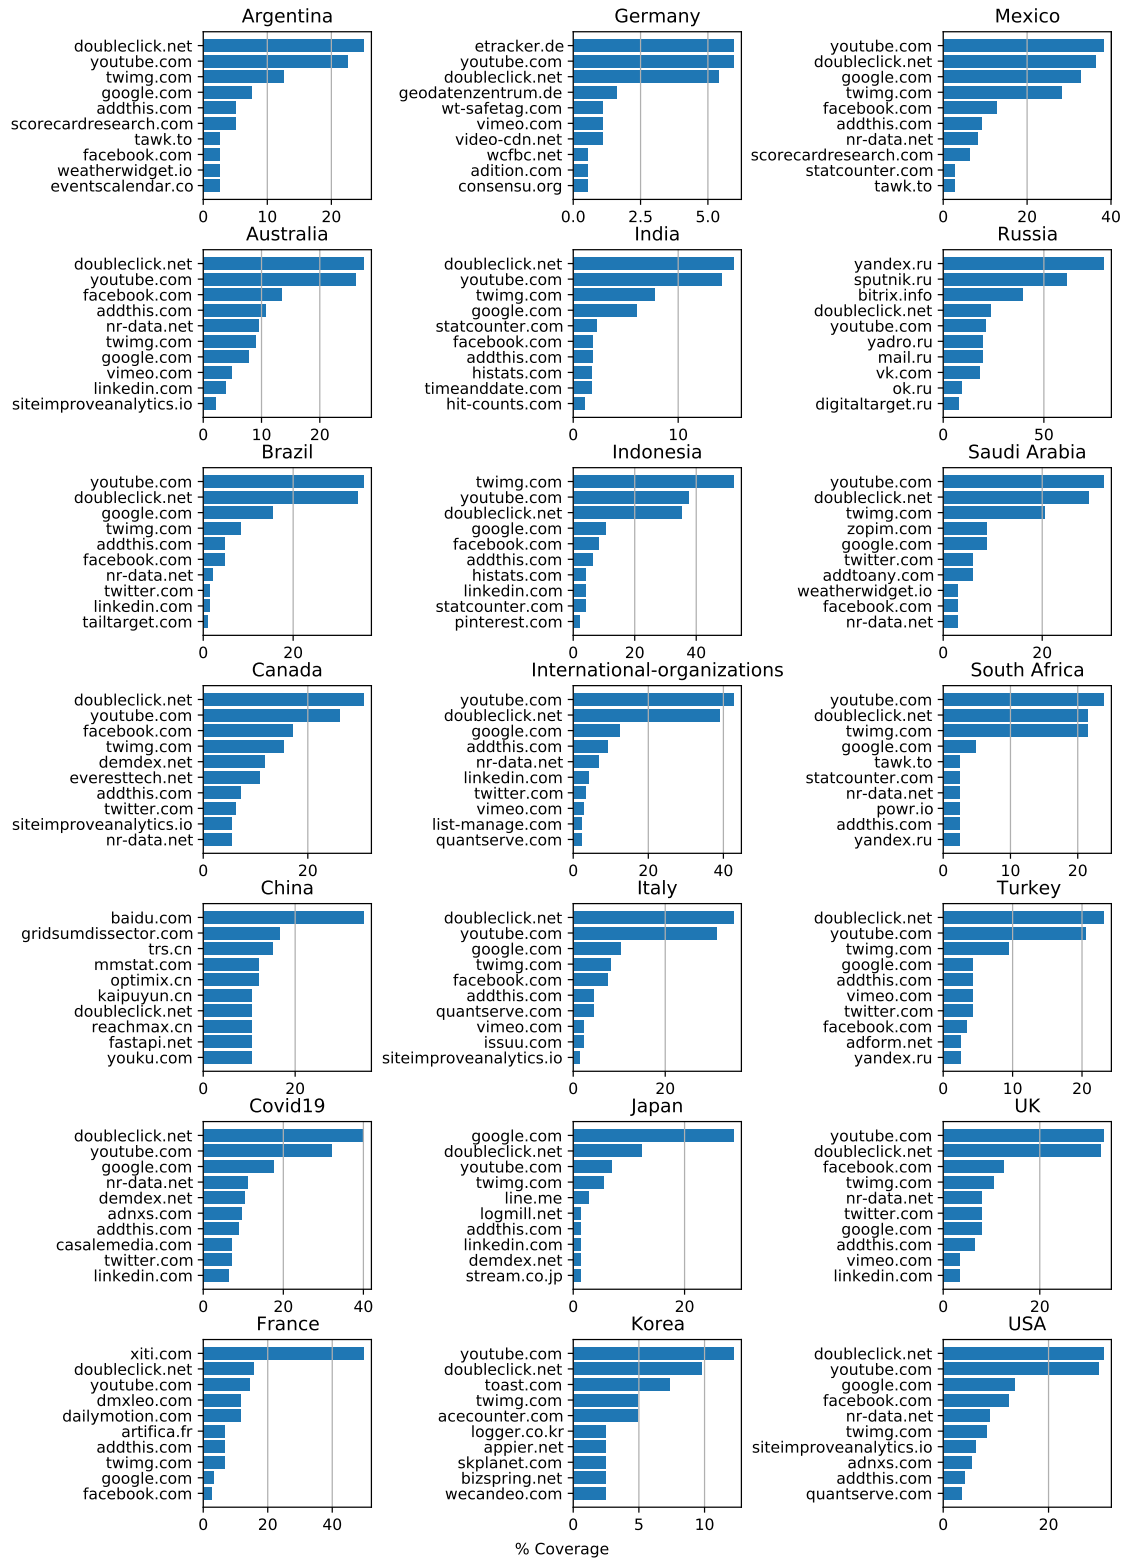 Argentina
doubleclick.net
youtube.com
twimg.com
google.com
addthis.com
scorecardresearch.com
tawk.to
facebook.com
weatherwidget.io
eventscalendar.co
0 10 20
Germany
etracker.de
youtube.com
doubleclick.net
geodatenzentrum.de
wt-safetag.com
vimeo.com
video-cdn.net
wcfbc.net
adition.com
consensu.org
0.0 2.5 5.0
Mexico
youtube.com
doubleclick.net
google.com
twimg.com
facebook.com
addthis.com
nr-data.net
scorecardresearch.com
statcounter.com
tawk.to
0 20 40
Australia
doubleclick.net
youtube.com
facebook.com
addthis.com
nr-data.net
twimg.com
google.com
vimeo.com
linkedin.com
siteimproveanalytics.io
0 10 20
India
doubleclick.net
youtube.com
twimg.com
google.com
statcounter.com
facebook.com
addthis.com
histats.com
timeanddate.com
hit-counts.com
0 10
Russia
yandex.ru
sputnik.ru
bitrix.info
doubleclick.net
youtube.com
yadro.ru
mail.ru
vk.com
ok.ru
digitaltarget.ru
0 50
Brazil
youtube.com
doubleclick.net
google.com
twimg.com
addthis.com
facebook.com
nr-data.net
twitter.com
linkedin.com
tailtarget.com
0 20
Indonesia
twimg.com
youtube.com
doubleclick.net
google.com
facebook.com
addthis.com
histats.com
linkedin.com
statcounter.com
pinterest.com
0 20 40
Saudi Arabia
youtube.com
doubleclick.net
twimg.com
zopim.com
google.com
twitter.com
addtoany.com
weatherwidget.io
facebook.com
nr-data.net
0 20
Canada
doubleclick.net
youtube.com
facebook.com
twimg.com
demdex.net
everesttech.net
addthis.com
twitter.com
siteimproveanalytics.io
nr-data.net
0 20
International-organizations
youtube.com
doubleclick.net
google.com
addthis.com
nr-data.net
linkedin.com
twitter.com
vimeo.com
list-manage.com
quantserve.com
0 20 40
South Africa
youtube.com
doubleclick.net
twimg.com
google.com
tawk.to
statcounter.com
nr-data.net
powr.io
addthis.com
yandex.ru
0 10 20
China
baidu.com
gridsumdissector.com
trs.cn
mmstat.com
optimix.cn
kaipuyun.cn
doubleclick.net
reachmax.cn
fastapi.net
youku.com
0 20
Italy
doubleclick.net
youtube.com
google.com
twimg.com
facebook.com
addthis.com
quantserve.com
vimeo.com
issuu.com
siteimproveanalytics.io
0 20
Turkey
doubleclick.net
youtube.com
twimg.com
google.com
addthis.com
vimeo.com
twitter.com
facebook.com
adform.net
yandex.ru
0 10 20
Covid19
doubleclick.net
youtube.com
google.com
nr-data.net
demdex.net
adnxs.com
addthis.com
casalemedia.com
twitter.com
linkedin.com
0 20 40
Japan
google.com
doubleclick.net
youtube.com
twimg.com
line.me
logmill.net
addthis.com
linkedin.com
demdex.net
stream.co.jp
0 20
UK
youtube.com
doubleclick.net
facebook.com
twimg.com
nr-data.net
twitter.com
google.com
addthis.com
vimeo.com
linkedin.com
0 20
France
xiti.com
doubleclick.net
youtube.com
dmxleo.com
dailymotion.com
artifica.fr
addthis.com
twimg.com
google.com
facebook.com
0 20 40
Korea
youtube.com
doubleclick.net
toast.com
twimg.com
acecounter.com
logger.co.kr
appier.net
skplanet.com
bizspring.net
wecandeo.com
0 5 10
USA
doubleclick.net
youtube.com
google.com
facebook.com
nr-data.net
twimg.com
siteimproveanalytics.io
adnxs.com
addthis.com
quantserve.com
0 20
% Coverage